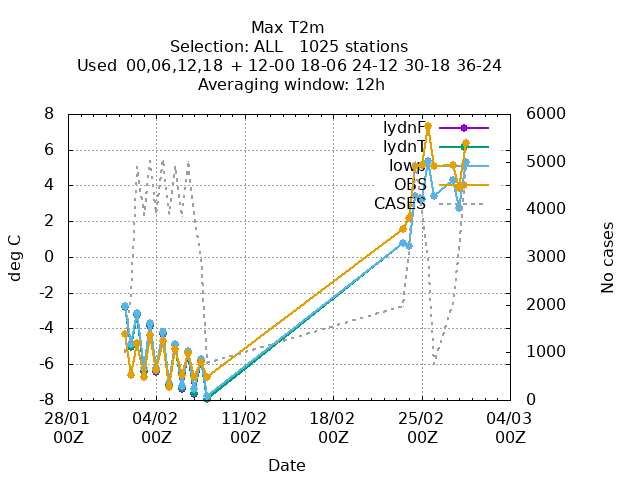 Max T2m
Selection: ALL   1025 stations
Used  00,06,12,18 + 12-00 18-06 24-12 30-18 36-24
Averaging window: 12h
8
6
4
2
0
-2
-4
-6
-8
deg C
6000
5000
4000
3000
2000
1000
0
No cases
lydnF
lydnT
lowp
OBS
CASES
28/01 04/02 11/02 18/02 25/02 04/03
00Z 00Z 00Z 00Z 00Z 00Z
Date